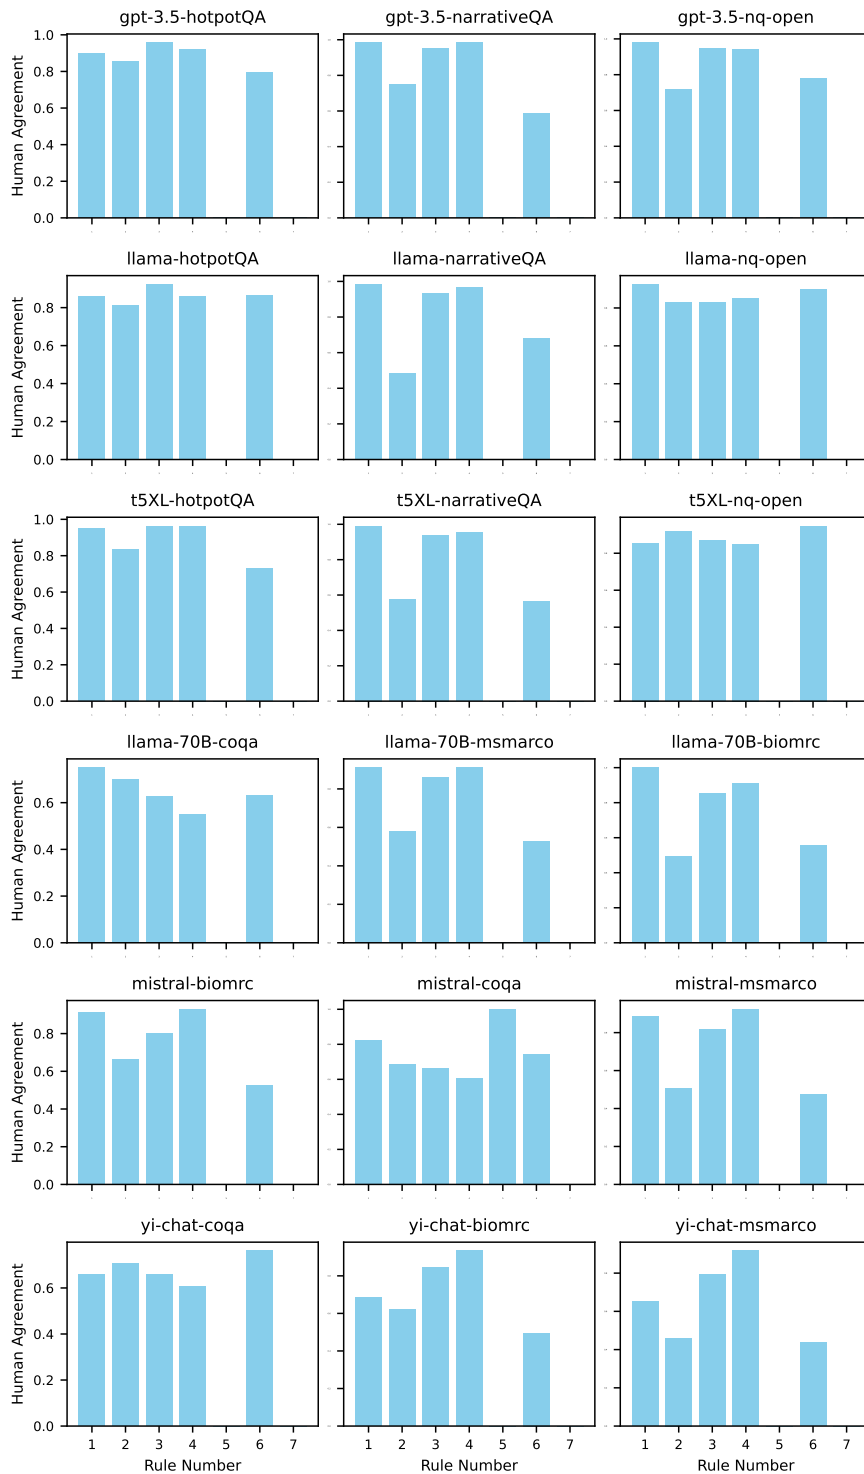 gpt-3.5-hotpotQA
gpt-3.5-narrativeQA
gpt-3.5-nq-open
Human Agreement
1.0
0.8
0.6
0.4
0.2
0.0
llama-hotpotQA
llama-narrativeQA
llama-nq-open
Human Agreement
0.8
0.6
0.4
0.2
0.0
t5XL-hotpotQA
t5XL-narrativeQA
t5XL-nq-open
Human Agreement
1.0
0.8
0.6
0.4
0.2
0.0
llama-70B-coqa
llama-70B-msmarco
llama-70B-biomrc
Human Agreement
0.6
0.4
0.2
0.0
mistral-biomrc
mistral-coqa
mistral-msmarco
Human Agreement
0.8
0.6
0.4
0.2
0.0
yi-chat-coqa
yi-chat-biomrc
yi-chat-msmarco
Human Agreement
0.6
0.4
0.2
0.0
1 2 3 4 5 6 7
1 2 3 4 5 6 7
1 2 3 4 5 6 7
Rule Number
Rule Number
Rule Number